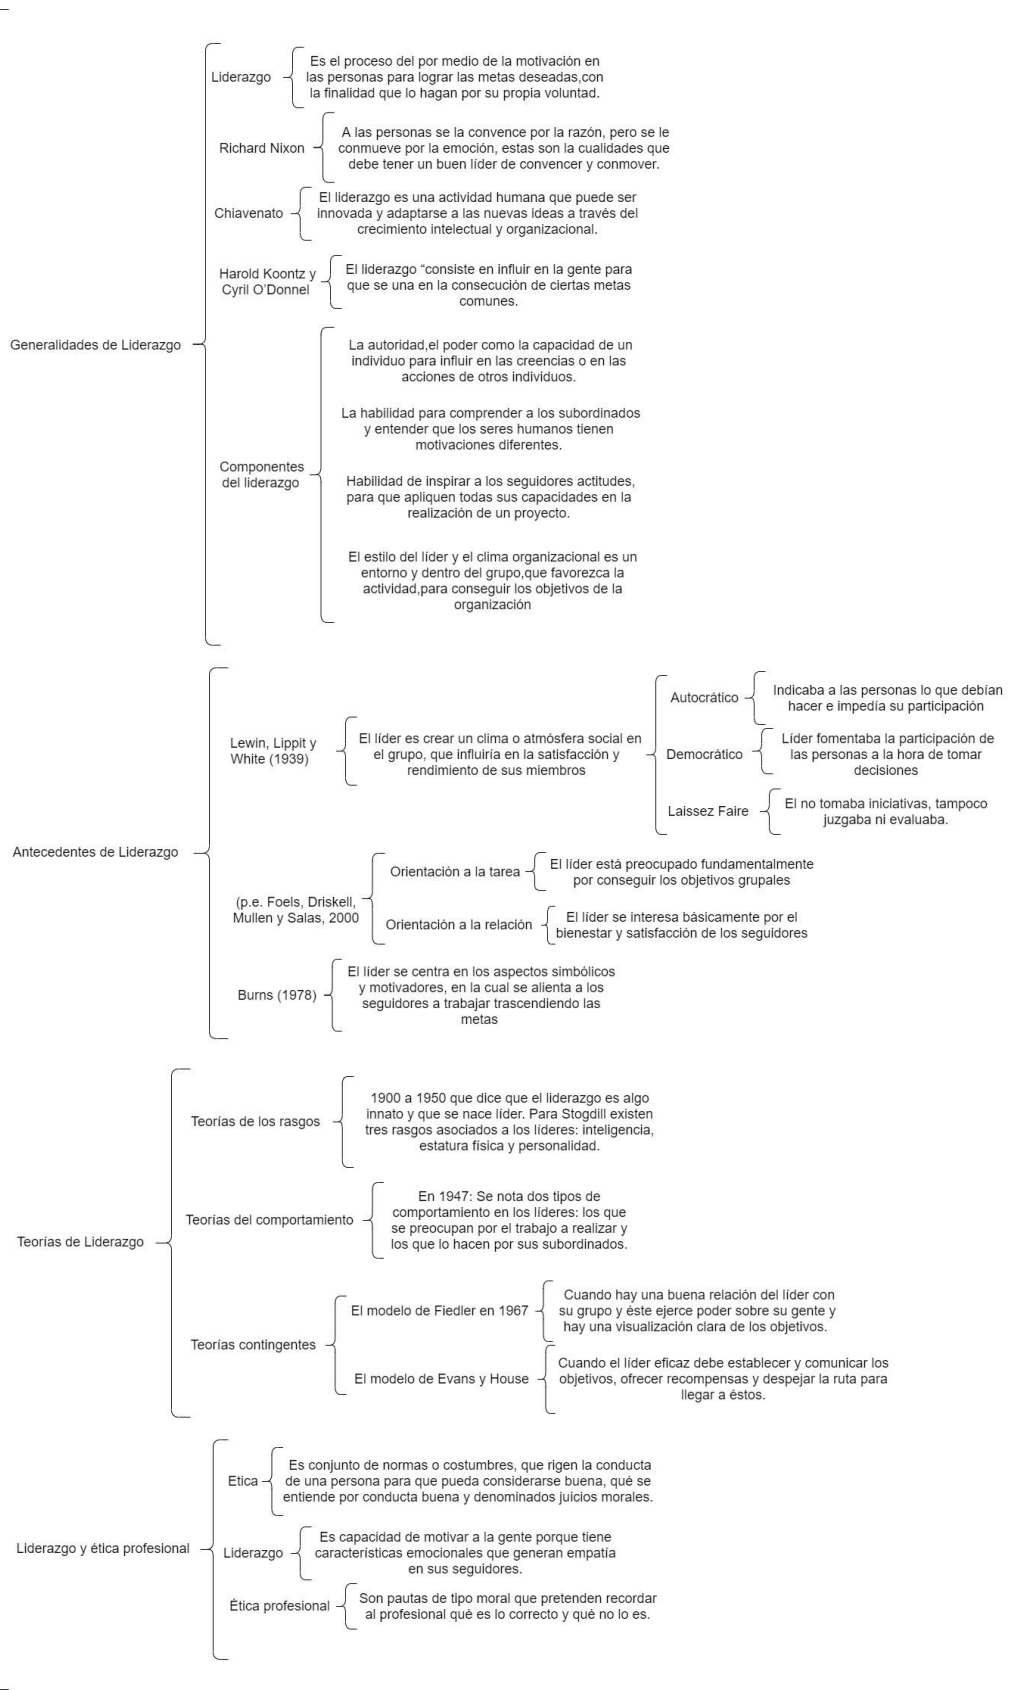 Generalidades de Liderazgo
Liderazgo
Es el proceso del por medio de la motivación en
las personas para lograr las metas deseadas,con
la finalidad que lo hagan por su propia voluntad.
Richard Nixon
A las personas se la convence por la razón, pero se le
conmueve por la emoción, estas son la cualidades que
debe tener un buen líder de convencer y conmover.
Chiavenato
El liderazgo es una actividad humana que puede ser
innovada y adaptarse a las nuevas ideas a través del
crecimiento intelectual y organizacional.
Harold Koontz y
Cyril O'Donnel
El liderazgo “consiste en influir en la gente para
que se una en la consecución de ciertas metas
comunes.
Componentes
del liderazgo
La autoridad,el poder como la capacidad de un
individuo para influir en las creencias o en las
acciones de otros individuos.
La habilidad para comprender a los subordinados
y entender que los seres humanos tienen
motivaciones diferentes.
Habilidad de inspirar a los seguidores actitudes,
para que apliquen todas sus capacidades en la
realización de un proyecto.
El estilo del líder y el clima organizacional es un
entorno y dentro del grupo,que favorezca la
actividad,para conseguir los objetivos de la
organización
Antecedentes de Liderazgo
Lewin, Lippit y
White (1939)
El líder es crear un clima o atmósfera social en
el grupo, que influiría en la satisfacción y
rendimiento de sus miembros
Autocrático
Indicaba a las personas lo que debían
hacer e impedía su participación
Democrático
Líder fomentaba la participación de
las personas a la hora de tomar
decisiones
Laissez Faire
El no tomaba iniciativas, tampoco
juzgaba ni evaluaba.
(p.e. Foels, Driskell,
Mullen y Salas, 2000
Orientación a la tarea
El líder está preocupado fundamentalmente
por conseguir los objetivos grupales
Orientación a la relación
El líder se interesa básicamente por el
bienestar y satisfacción de los seguidores
Burns (1978)
El líder se centra en los aspectos simbólicos
y motivadores, en la cual se alienta a los
seguidores a trabajar trascendiendo las
metas
Teorías de Liderazgo
Teorías de los rasgos
1900 a 1950 que dice que el liderazgo es algo
innato y que se nace líder. Para Stogdill existen
tres rasgos asociados a los líderes: inteligencia,
estatura física y personalidad.
Teorías del comportamiento
En 1947: Se nota dos tipos de
comportamiento en los líderes: los que
se preocupan por el trabajo a realizar y
los que lo hacen por sus subordinados.
Teorías contingentes
El modelo de Fiedler en 1967
Cuando hay una buena relación del líder con
su grupo y éste ejerce poder sobre su gente y
hay una visualización clara de los objetivos.
El modelo de Evans y House
Cuando el líder eficaz debe establecer y comunicar los
objetivos, ofrecer recompensas y despejar la ruta para
llegar a éstos.
Liderazgo y ética profesional
Etica
Es conjunto de normas o costumbres, que rigen la conducta
de una persona para que pueda considerarse buena, qué se
entiende por conducta buena y denominados juicios morales.
Liderazgo
Es capacidad de motivar a la gente porque tiene
características emocionales que generan empatía
en sus seguidores.
Ética profesional
Son pautas de tipo moral que pretenden recordar
al profesional qué es lo correcto y qué no lo es.